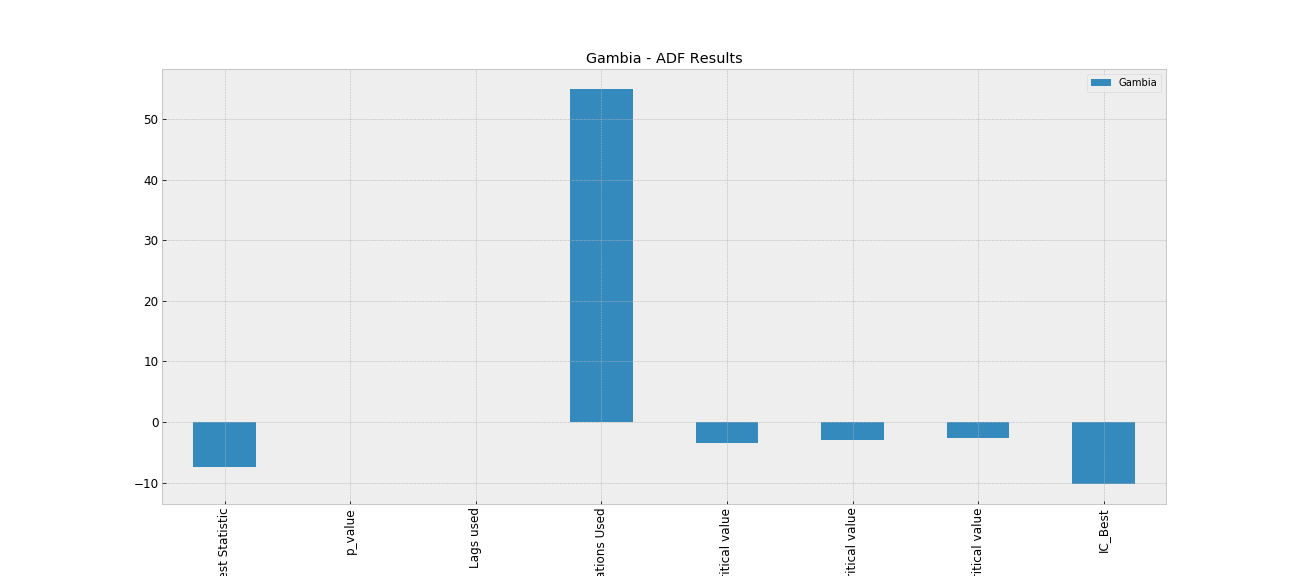 Gambia - ADF Results
Gambia
50
40
30
20
10
0
−10
est Statistic
p_value
Lags used
ations Used
ritical value
ritical value
ritical value
IC_Best